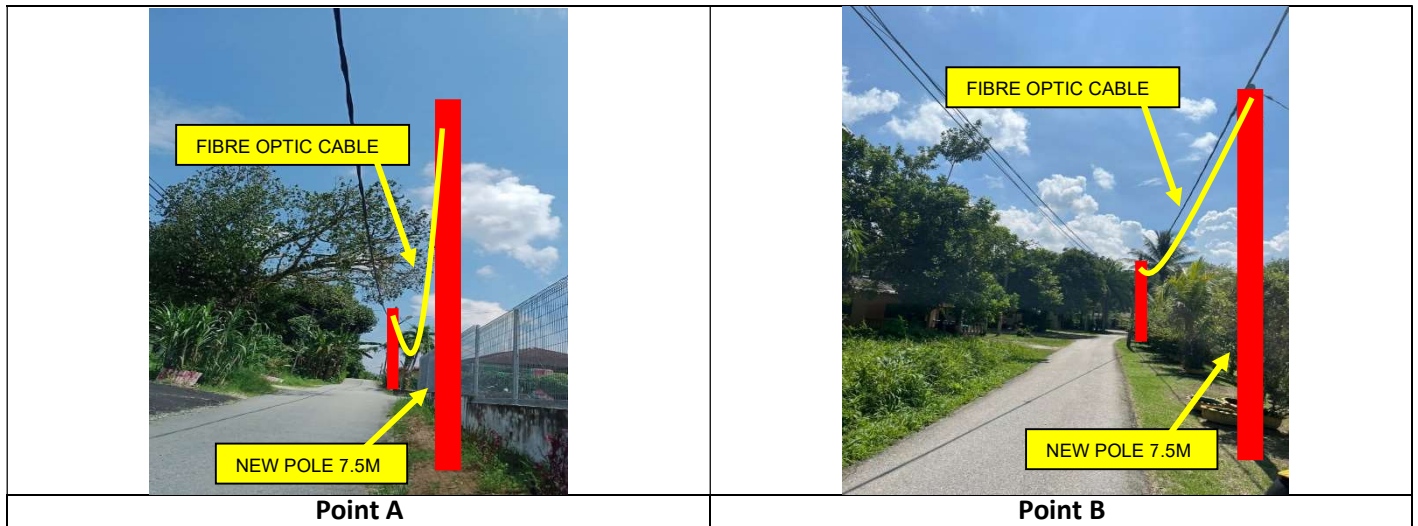 FIBRE OPTIC CABLE
NEW POLE 7.5M
Point A
FIBRE OPTIC CABLE
NEW POLE 7.5M
Point B